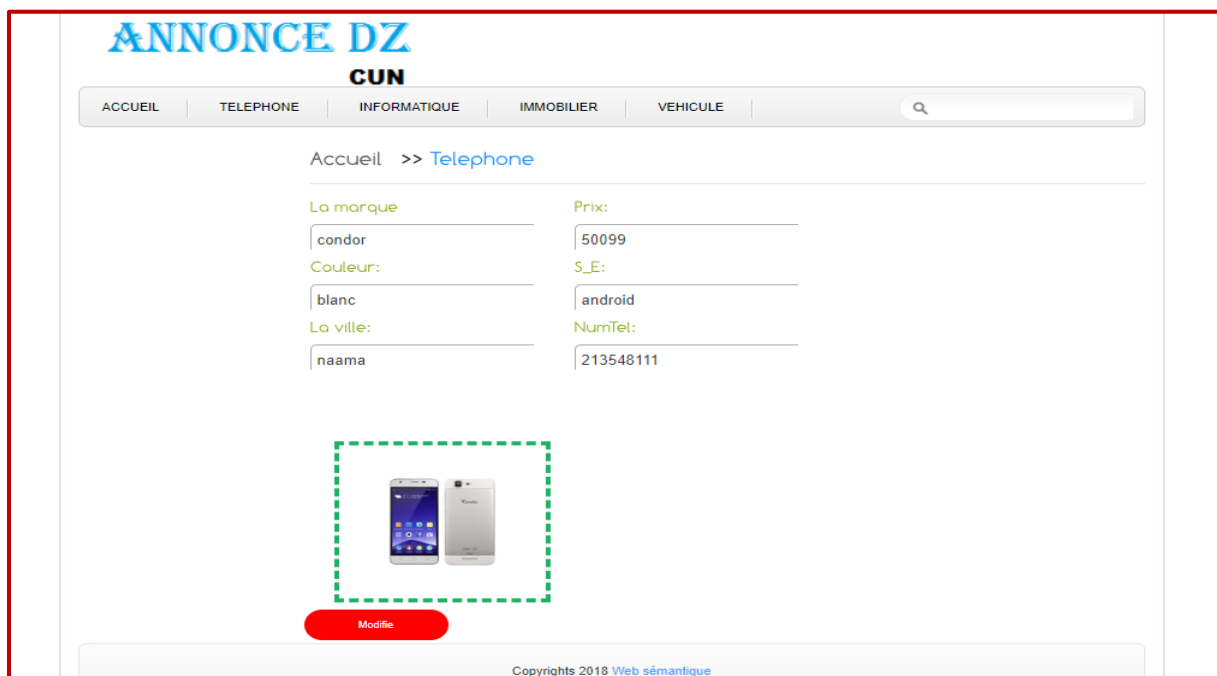 ANNONCE DZ
CUN
ACCUEIL TELEPHONE INFORMATIQUE IMMOBILIER VEHICULE
Accueil >> Telephone
La marque Prix:
condor 50099
Couleur: S_E:
blanc android
La ville: NumTel:
naama 213548111
Modifie
Copyrights 2018 Web sémantique